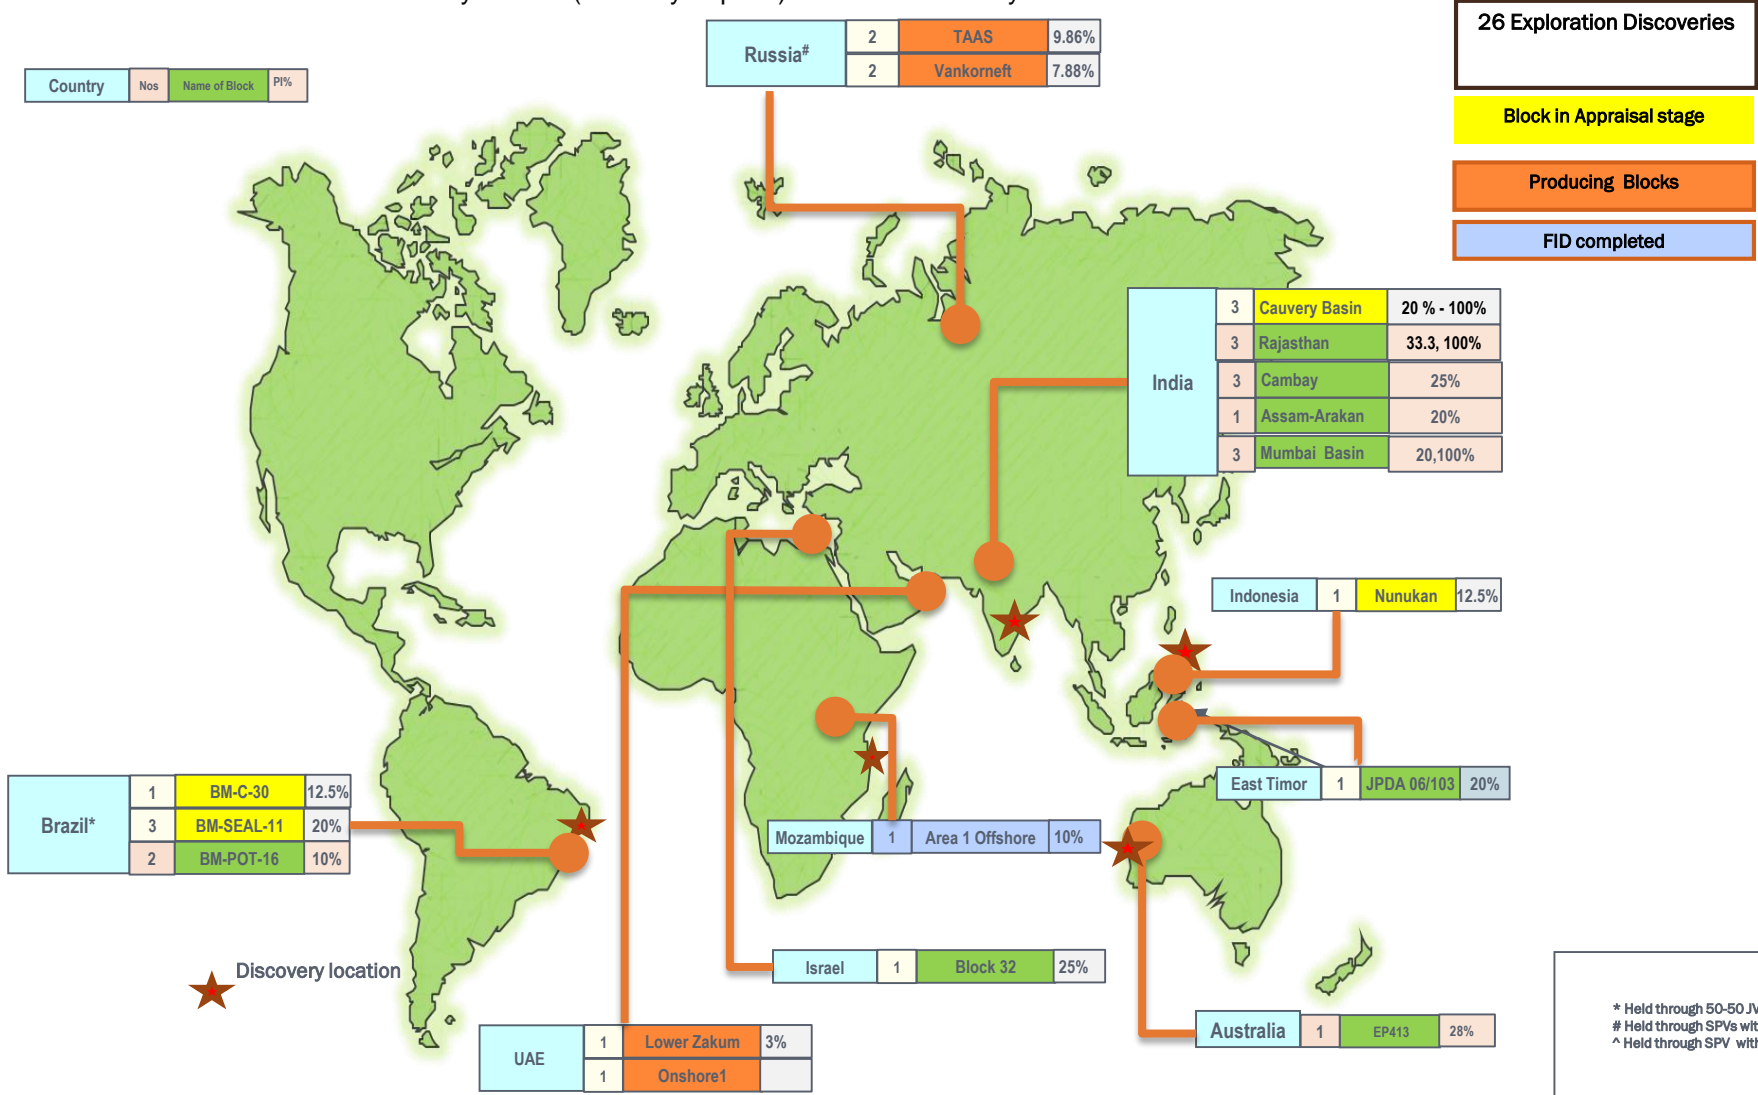 26 Exploration Discoveries
Block in Appraisal stage
Producing Blocks
FID completed
Country Nos Name of Block PI%
Russia# 2 TAAS 9.86%
2 Vankorneft 7.88%
India 3 Cauvery Basin 20 % - 100%
3 Rajasthan 33.3, 100%
3 Cambay 25%
1 Assam-Arakan 20%
3 Mumbai Basin 20,100%
Indonesia 1 Nunukan 12.5%
East Timor 1 JPDA 06/103 20%
Brazil* 1 BM-C-30 12.5%
3 BM-SEAL-11 20%
2 BM-POT-16 10%
Mozambique 1 Area 1 Offshore 10%
Discovery location
Israel 1 Block 32 25%
Australia 1 EP413 28%
UAE 1 Lower Zakum 3%
1 Onshore1
* Held through 50-50 JV
# Held through SPVs
^ Held through SPV with